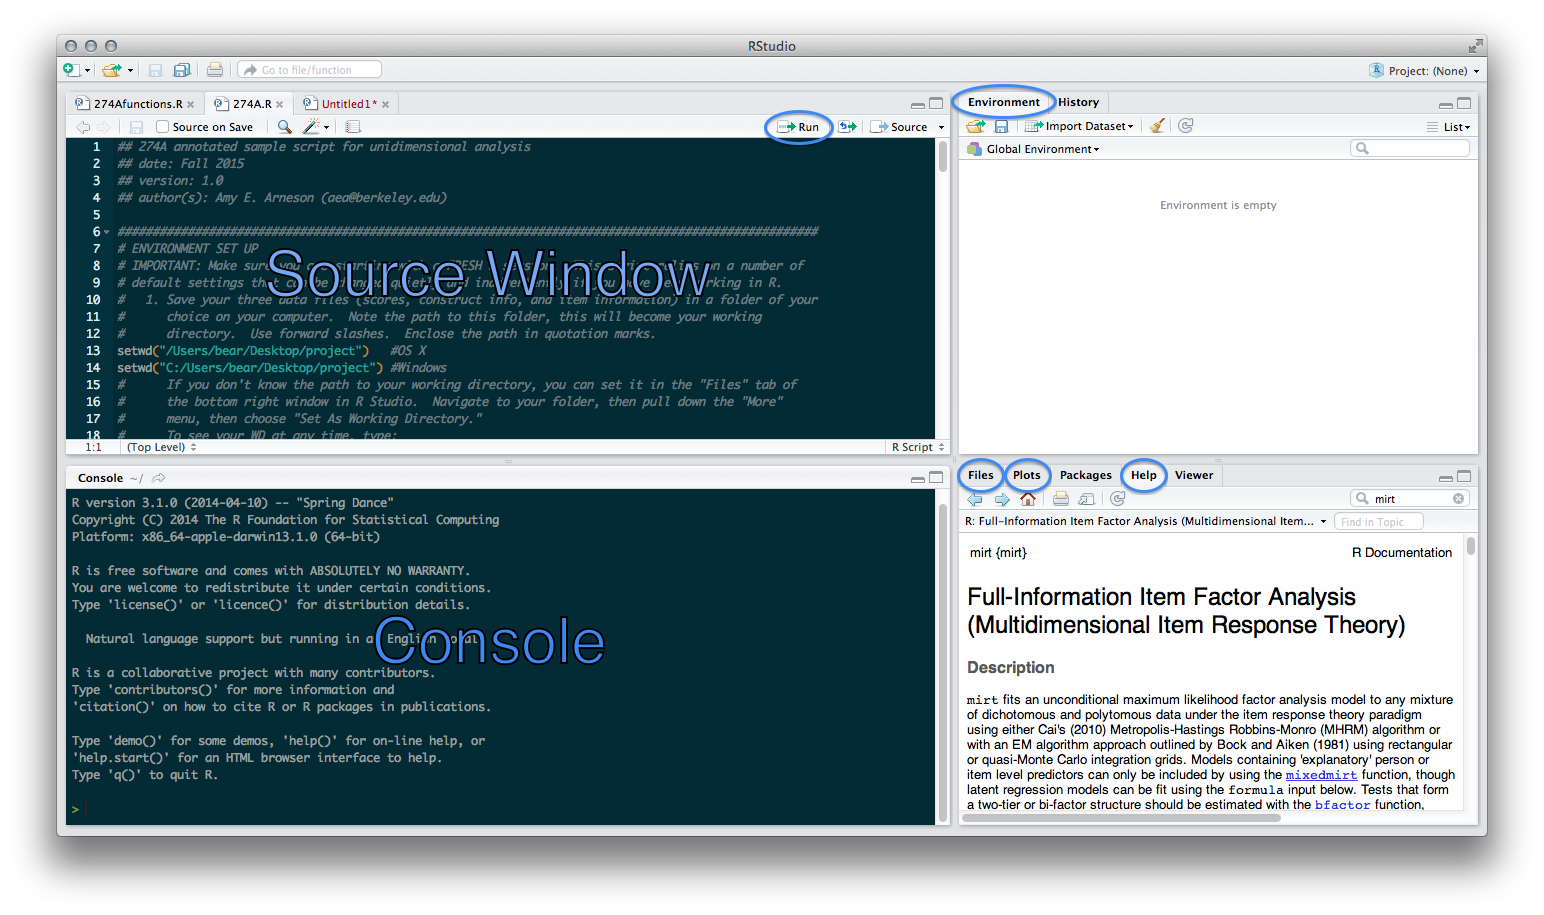 RStudio
Go to file/function
Project: (None)
274Afunctions.R
274A.R
Untitled1*
Source on Save
Run
Source
1 ## 274A annotated sample script for unidimensional analysis
2 ## date: Fall 2015
3 ## version: 1.0
4 ## author(s): Amy E. Arneson (aea@berkeley.edu)
5
6 ####################################################################################################
7 # ENVIRONMENT SET UP
8 # IMPORTANT: Make sure you are FRESH on a number of
9 # default settings that can be changed quietly and in if you working in R.
10 # 1. Save your three data files (scores, construct info, and item information) in a folder of your
11 # choice on your computer. Note the path to this folder, this will become your working
12 # directory. Use forward slashes. Enclose the path in quotation marks.
13 setwd("/Users/bear/Desktop/project") #OS X
14 setwd("C:/Users/bear/Desktop/project") #Windows
15 # If you don't know the path to your working directory, you can set it in the "Files" tab of
16 # the bottom right window in R Studio. Navigate to your folder, then pull down the "More"
17 # menu, then choose "Set As Working Directory."
18 # To see your WD at any time, type:
Source Window
1:1 (Top Level) R Script
Console ~/
R version 3.1.0 (2014-04-10) -- "Spring Dance"
Copyright (C) 2014 The R Foundation for Statistical Computing
Platform: x86_64-apple-darwin13.1.0 (64-bit)
R is free software and comes with ABSOLUTELY NO WARRANTY.
You are welcome to redistribute it under certain conditions.
Type 'license()' or 'licence()' for distribution details.
Natural language support but running in an English locale
R is a collaborative project with many contributors.
Type 'contributors()' for more information and
'citation()' on how to cite R or R packages in publications.
Type 'demo()' for some demos, 'help()' for on-line help, or
'help.start()' for an HTML browser interface to help.
Type 'q()' to quit R.
>
Console
Environment History
Import Dataset List
Global Environment
Environment is empty
Files Plots Packages Help Viewer
mirt
R: Full-Information Item Factor Analysis (Multidimensional Item... Find in Topic
mirt {mirt} R Documentation
Full-Information Item Factor Analysis
(Multidimensional Item Response Theory)
Description
mirt fits an unconditional maximum likelihood factor analysis model to any mixture
of dichotomous and polytomous data under the item response theory paradigm
using either Cai's (2010) Metropolis-Hastings Robbins-Monro (MHRM) algorithm or
with an EM algorithm approach outlined by Bock and Aiken (1981) using rectangular
or quasi-Monte Carlo integration grids. Models containing 'explanatory' person or
item level predictors can only be included by using the mixedmirt function, though
latent regression models can be fit using the formula input below. Tests that form
a two-tier or bi-factor structure should be estimated with the bfactor function,